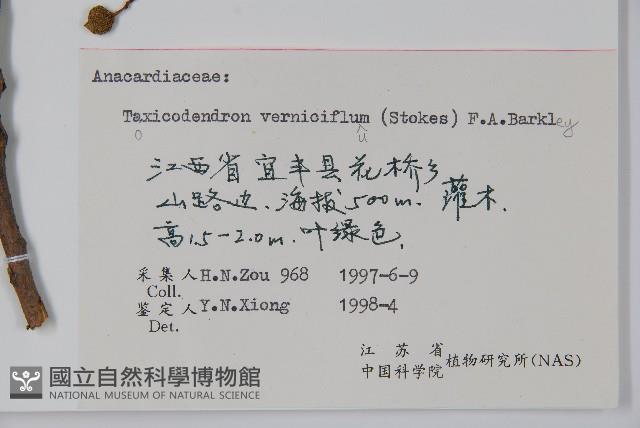 Anacardiaceae:
Taxicodendron verniciflum (Stokes) F.A.Barkley
o u
江西省宜丰县花桥乡
山路边.海拔500m.灌木.
高1.5-2.0m.叶绿色.
采集人 H.N.Zou 968 1997-6-9
Coll.
鉴定人 Y.N.Xiong 1998-4
Det.
江苏省
中国科学院 植物研究所(NAS)
國立自然科學博物館
NATIONAL MUSEUM OF NATURAL SCIENCE